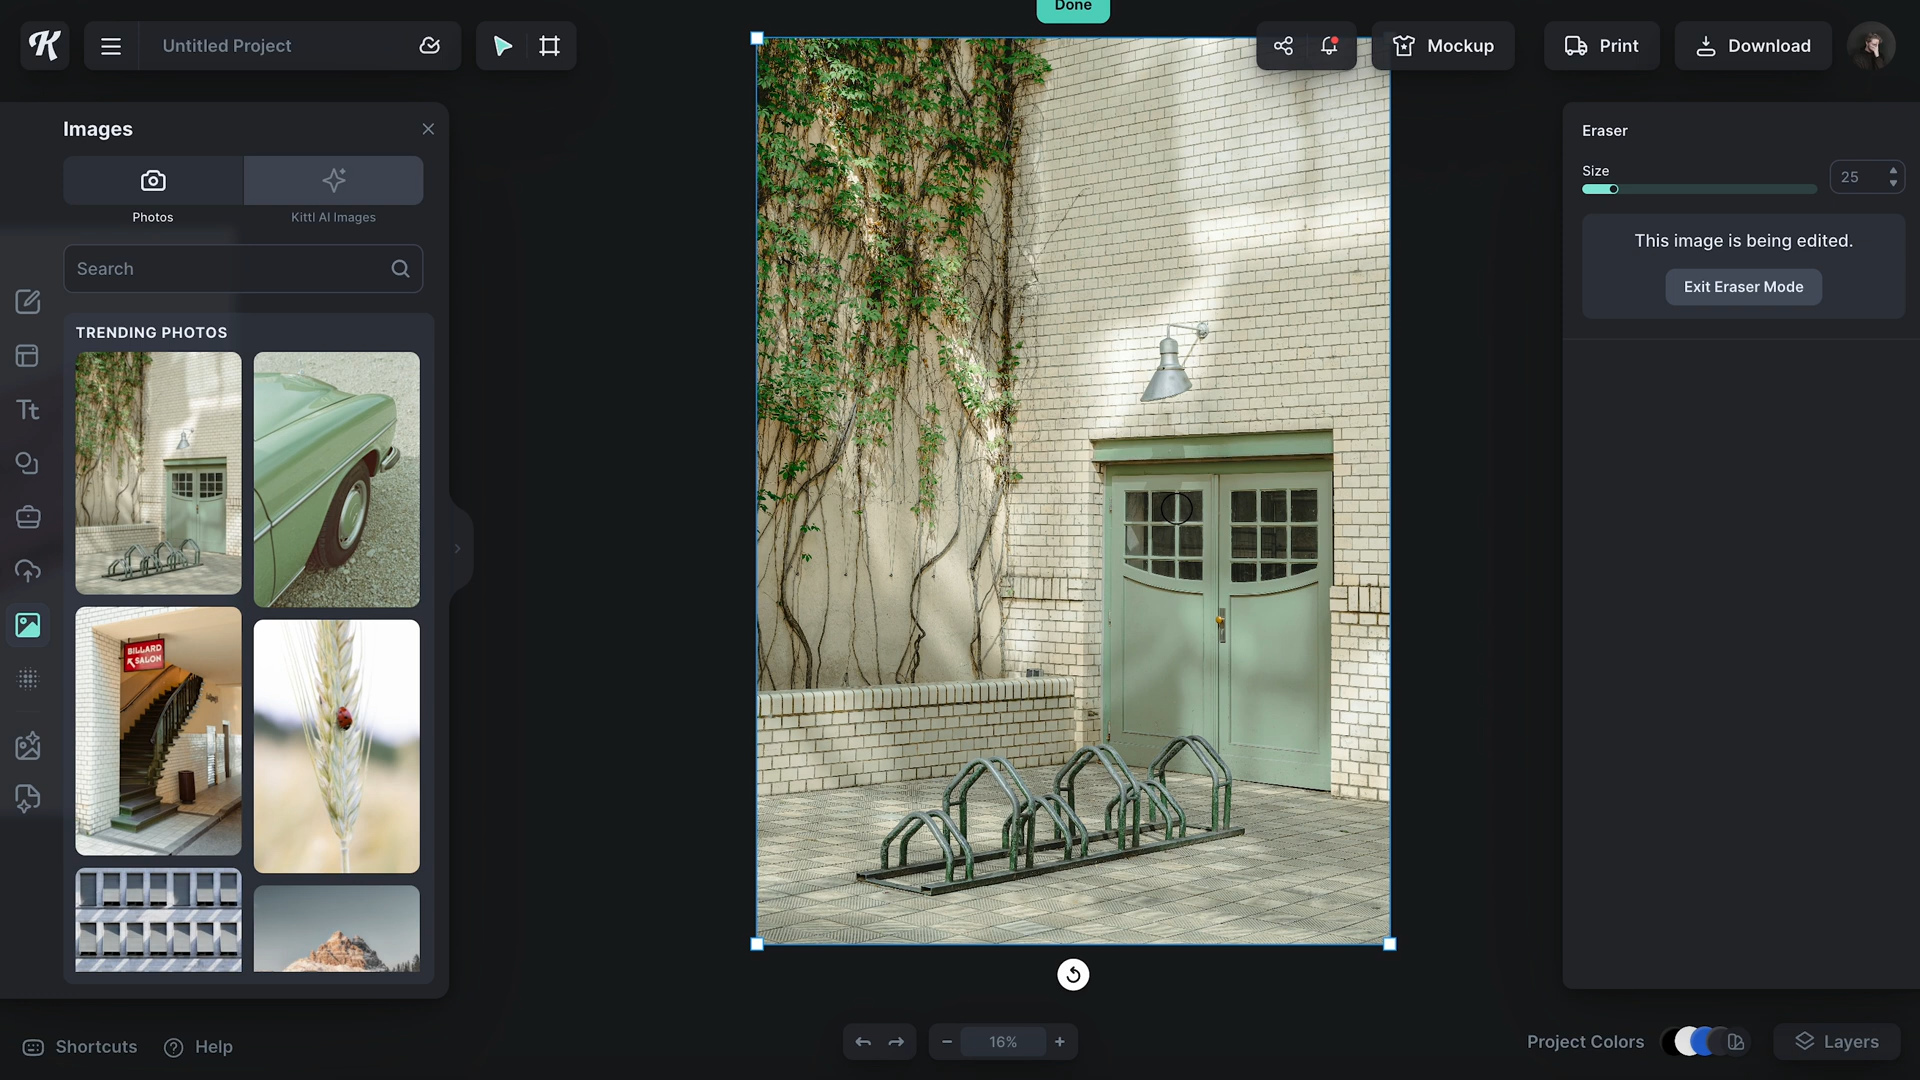 Done
K
Untitled Project
Mockup
Print
Download
Images
Photos
Kittl AI Images
Search
TRENDING PHOTOS
BILLARD
SALON
Tt
Eraser
Size
25
This image is being edited.
Exit Eraser Mode
Shortcuts
Help
16%
Project Colors
Layers